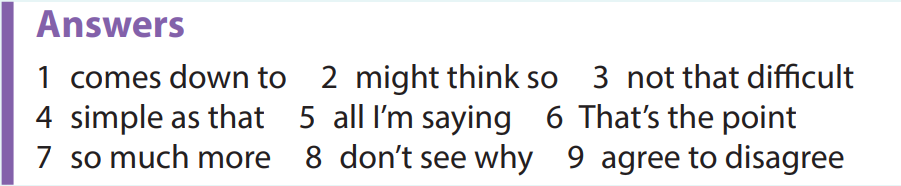 Answers
1 comes down to 2 might think so 3 not that difficult
4 simple as that 5 all I’m saying 6 That’s the point
7 so much more 8 don’t see why 9 agree to disagree